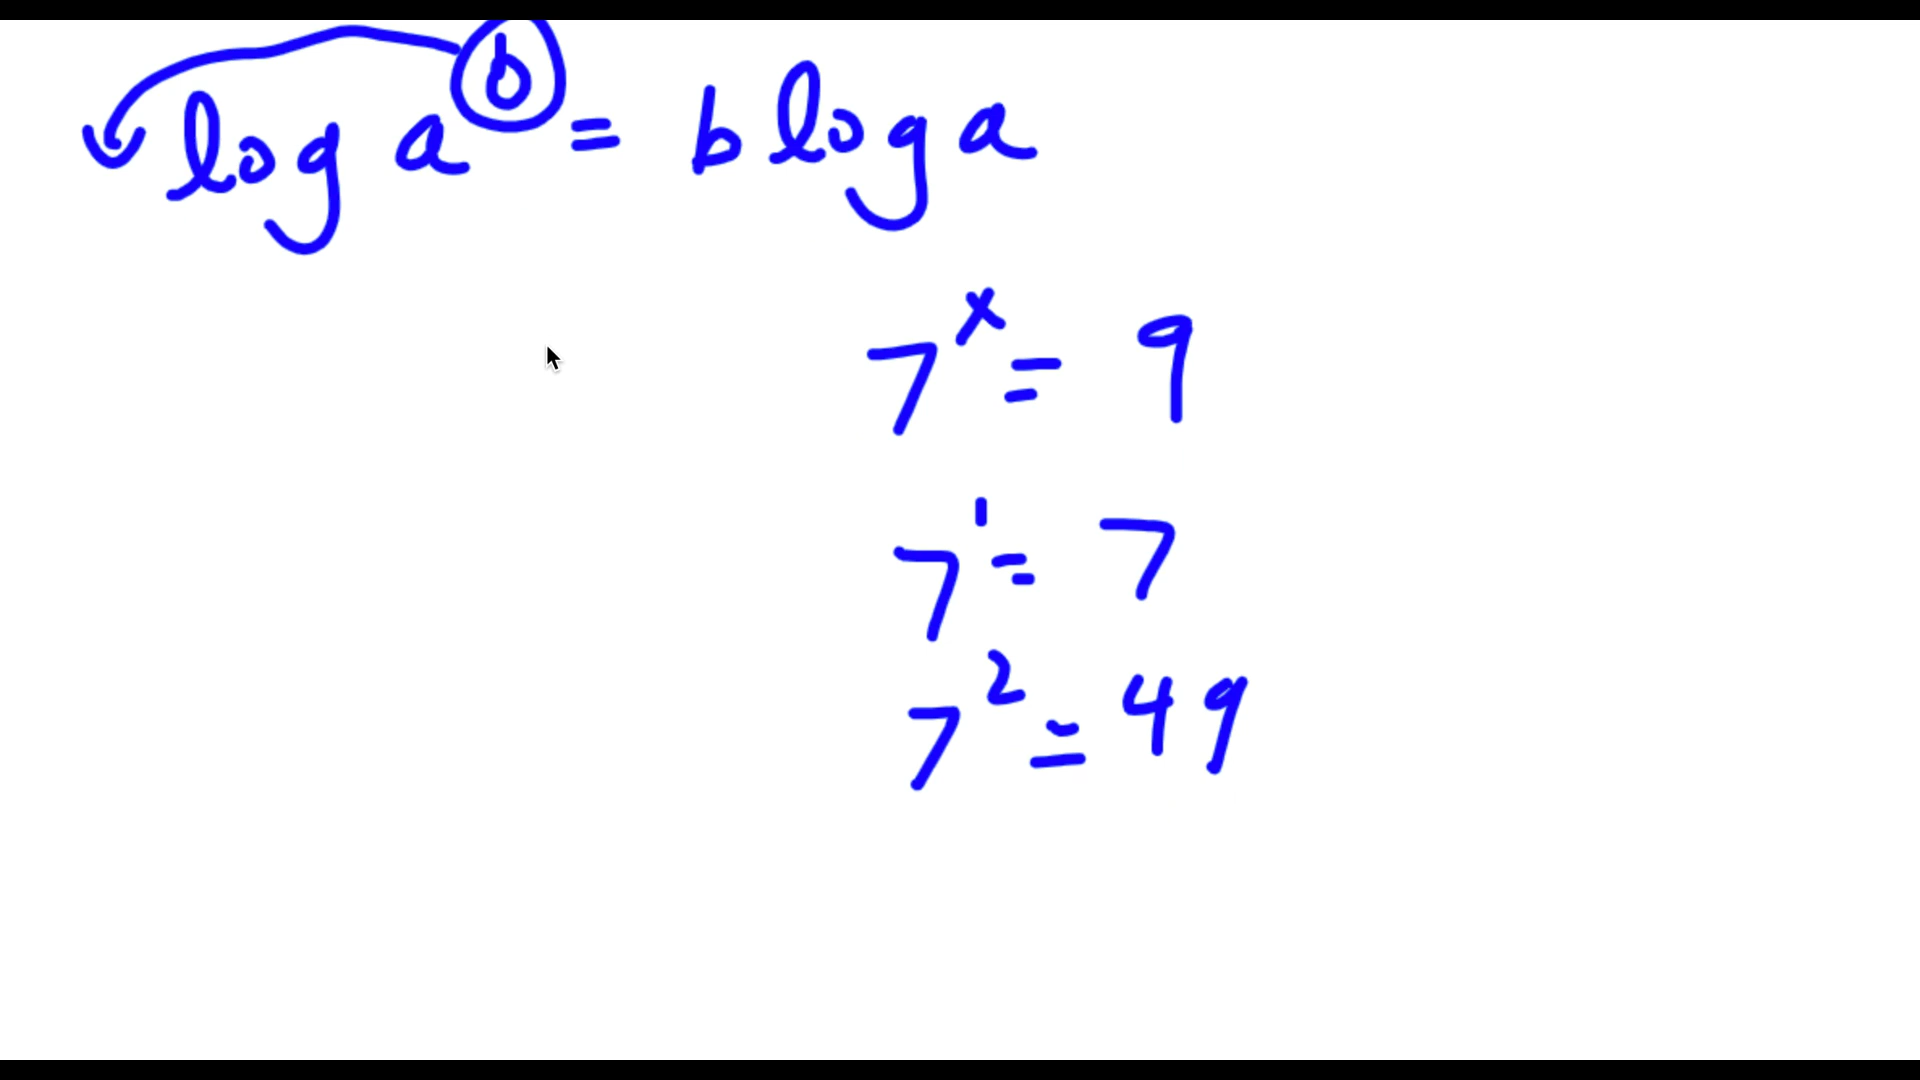 log a^b = b log a
7^x = 9
7^1 = 7
7^2 = 49